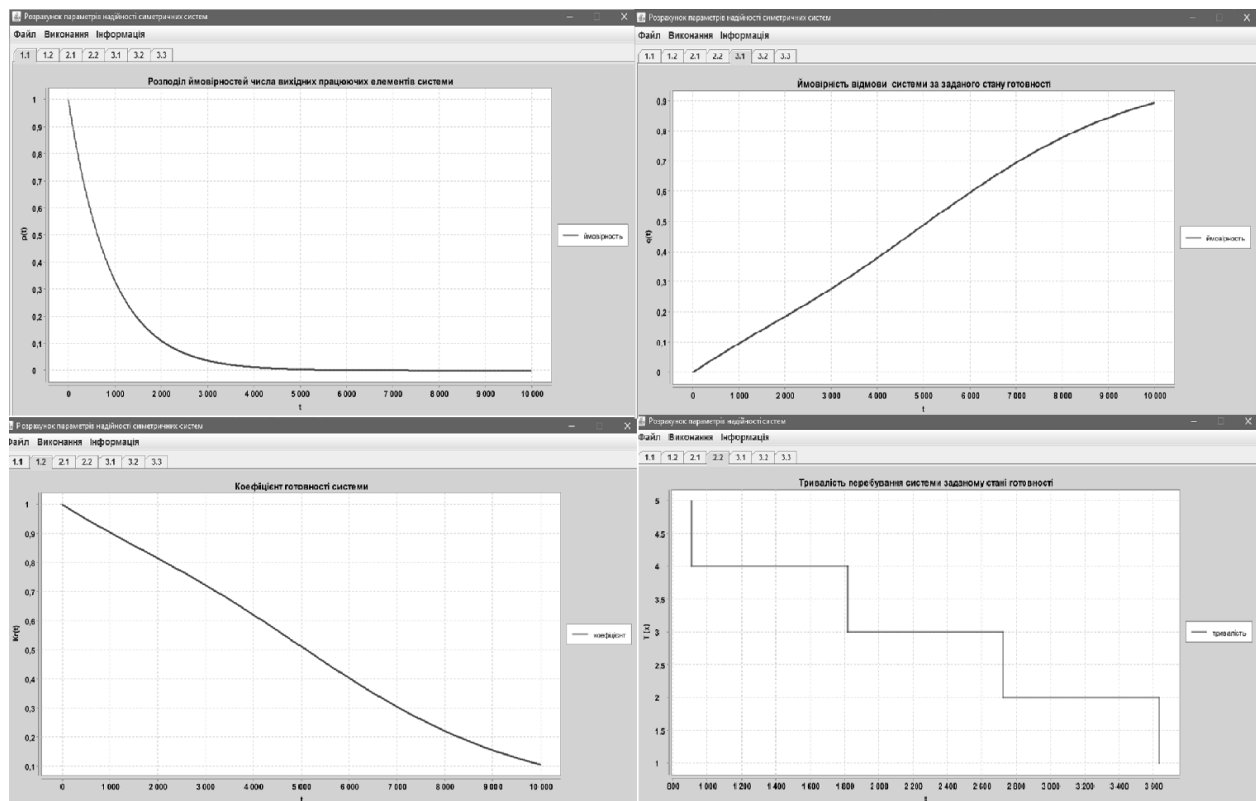 Розрахунок параметрів надійності симетричних систем
Файл Виконання Інформація
1.1 1.2 2.1 2.2 3.1 3.2 3.3
Розподіл ймовірностей числа вихідних працюючих елементів системи
1
0,9
0,8
0,7
0,6
0,5
0,4
0,3
0,2
0,1
0
p(t)
0 1 000 2 000 3 000 4 000 5 000 6 000 7 000 8 000 9 000 10 000
t
ймовірность
Розрахунок параметрів надійності симетричних систем
Файл Виконання Інформація
1.1 1.2 2.1 2.2 3.1 3.2 3.3
Ймовірність відмови системи за заданого стану готовності
0,9
0,8
0,7
0,6
0,5
0,4
0,3
0,2
0,1
0
q(t)
0 1 000 2 000 3 000 4 000 5 000 6 000 7 000 8 000 9 000 10 000
t
ймовірность
Розрахунок параметрів надійності симетричних систем
Файл Виконання Інформація
1.1 1.2 2.1 2.2 3.1 3.2 3.3
Коефіцієнт готовності системи
1
0,9
0,8
0,7
0,6
0,5
0,4
0,3
0,2
0,1
Kr(t)
0 1 000 2 000 3 000 4 000 5 000 6 000 7 000 8 000 9 000 10 000
t
коефіцієнт
Розрахунок параметрів надійності систем
Файл Виконання Інформація
1.1 1.2 2.1 2.2 3.1 3.2 3.3
Тривалість перебування системи заданому стані готовності
5
4.5
4
3.5
3
2.5
2
1.5
1
T [x]
800 1 000 1 200 1 400 1 600 1 800 2 000 2 200 2 400 2 600 2 800 3 000 3 200 3 400 3 600
t
тривалість